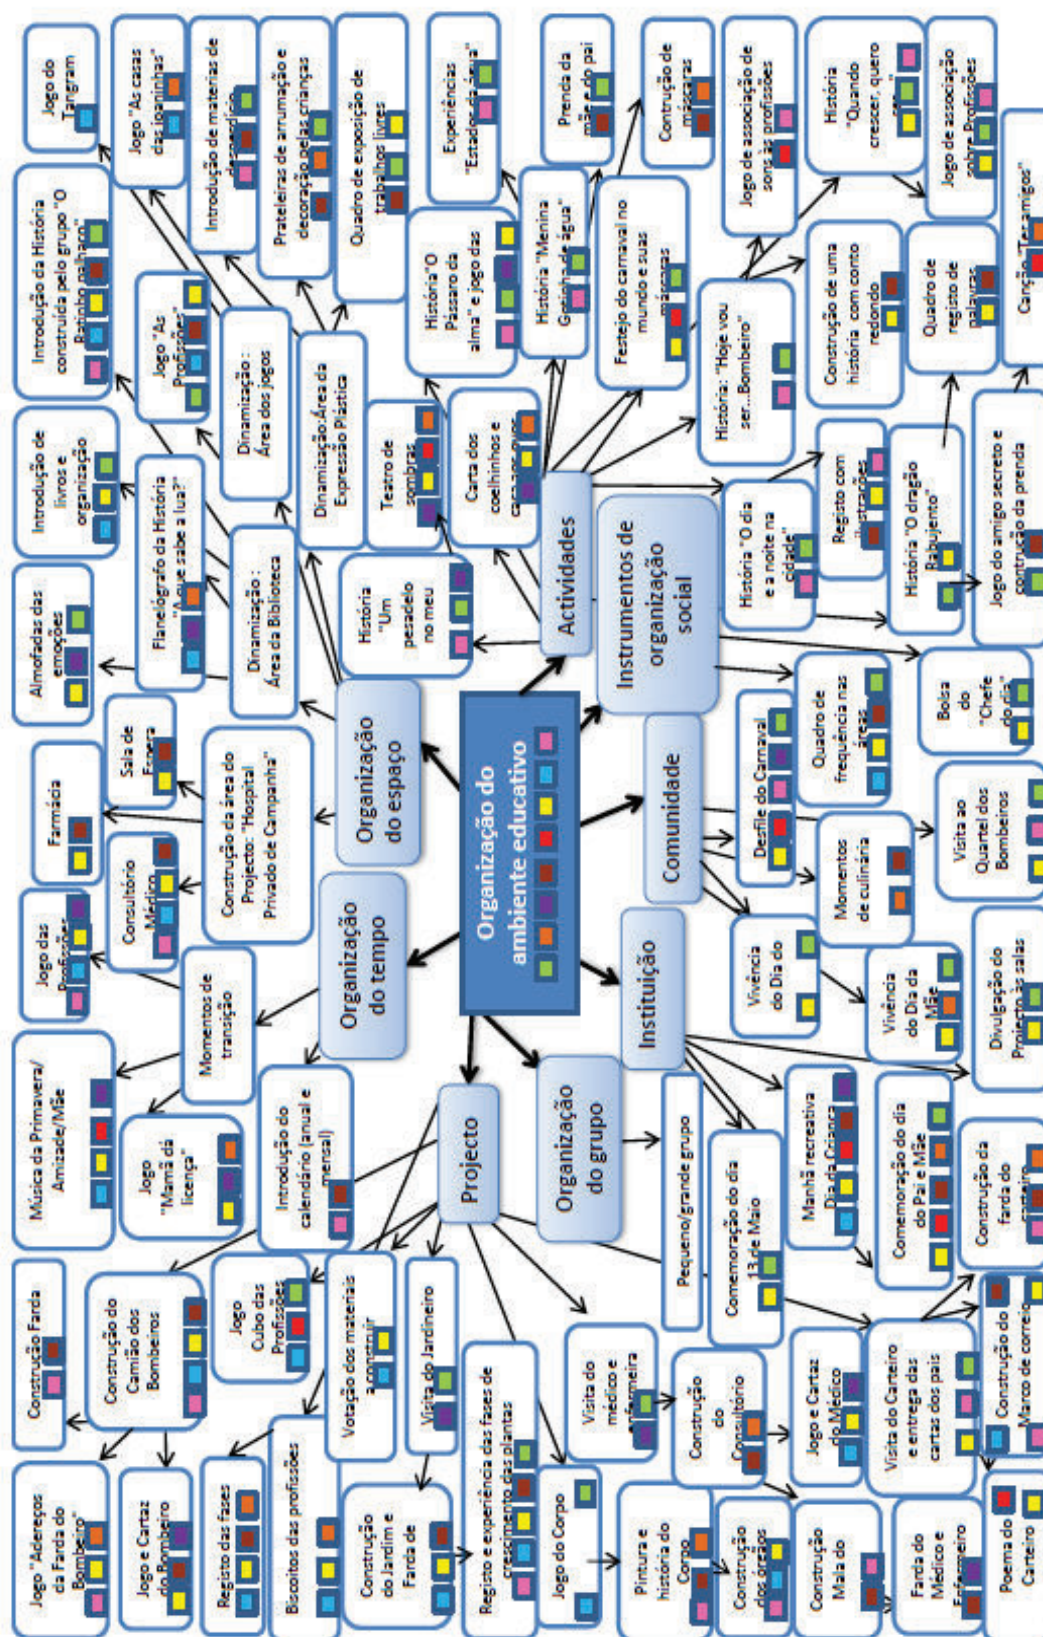 Jogo do
Tangram
Jogo "As casas
das joaninhas"
Introdução de materias de
desperdício
Prateleiras de arrumação e
decoração pelas crianças
Quadro de exposição de
trabalhos livres
Experiências
"Estados da água"
Prenda da
mãe e do pai
Contrução de
máscaras
Jogo de associação de
sons às profissões
História
"Quando
crescer, quero
ser..."
Jogo de associação
sobre Profissões
Canção "Ter amigos"
Introdução da História
construída pelo grupo "O
Ratinho palhaço"
Jogo "As
Profissões"
Dinamização :
Área dos jogos
Dinamização:Área da
Expressão Plástica
História"O
Pássaro da
alma" e jogo das
História "Menina
Gotinha de água"
Festejo do carnaval no
mundo e suas
máscaras
História: "Hoje vou
ser...Bombeiro"
Construção de uma
história com conto
redondo
Quadro de
registo de
palavras
Introdução de
livros e
organização
Flanelógrafo da História
"A que sabe a lua?"
Dinamização :
Área da Biblioteca
Teatro de
sombras
Carta dos
coelhinhos e
História
"Um
pesadelo
no meu
Actividades
História "O dia
e a noite na
cidade"
Registo com
ilustrações
História "O dragão
Rabujento"
Jogo do amigo secreto e
contrução da prenda
Almofadas das
emoções
Sala de
Espera
Farmácia
Consultório
Médico
Construção da área do
Projecto: "Hospital
Privado de Campanha"
Organização
do espaço
Instrumentos de
organização
social
Quadro de
frequência nas
áreas
Bolsa
do
"Chefe
do dia"
Jogo das
Profissões
Momentos de
transição
Organização
do tempo
Organização do
ambiente educativo
Comunidade
Desfile do Carnaval
Momentos
de culinária
Visita ao
Quartel dos
Bombeiros
Vivência
do Dia do
Vivência
do Dia da
Mãe
Divulgação do
Projecto às salas
Instituição
Música da Primavera/
Amizade/Mãe
Jogo
"Mamã dá
licença"
Introdução do
calendário (anual e
mensal)
Projecto
Organização
do grupo
Pequeno/grande grupo
Comemoração do dia
13 de Maio
Manhã recreativa
Dia da Criança
Comemoração do dia
do Pai e Mãe
Construção da
farda do
carteiro
Construção Farda
Construção do
Camião dos
Bombeiros
Jogo
Cubo das
Profissões
Votação dos materiais
a construir
Visita do Jardineiro
Visita do
médico e
enfermeira
Construção
do
Consultório
Jogo e Cartaz
do Médico
Visita do Carteiro
e entrega das
cartas dos pais
Construção do
Marco de correio
Jogo "Adereços
da Farda do
Bombeiro"
Jogo e Cartaz
do Bombeiro
Registo das fases
Biscoitos das profissões
Construção
do Jardim e
Farda de
Registo e experiência das fases de
crescimento das plantas
Jogo do Corpo
Pintura e
história do
Corpo
Construção
dos órgãos
Construção
Mala do
Farda do
Médico e
Enfermeiro
Poema do
Carteiro